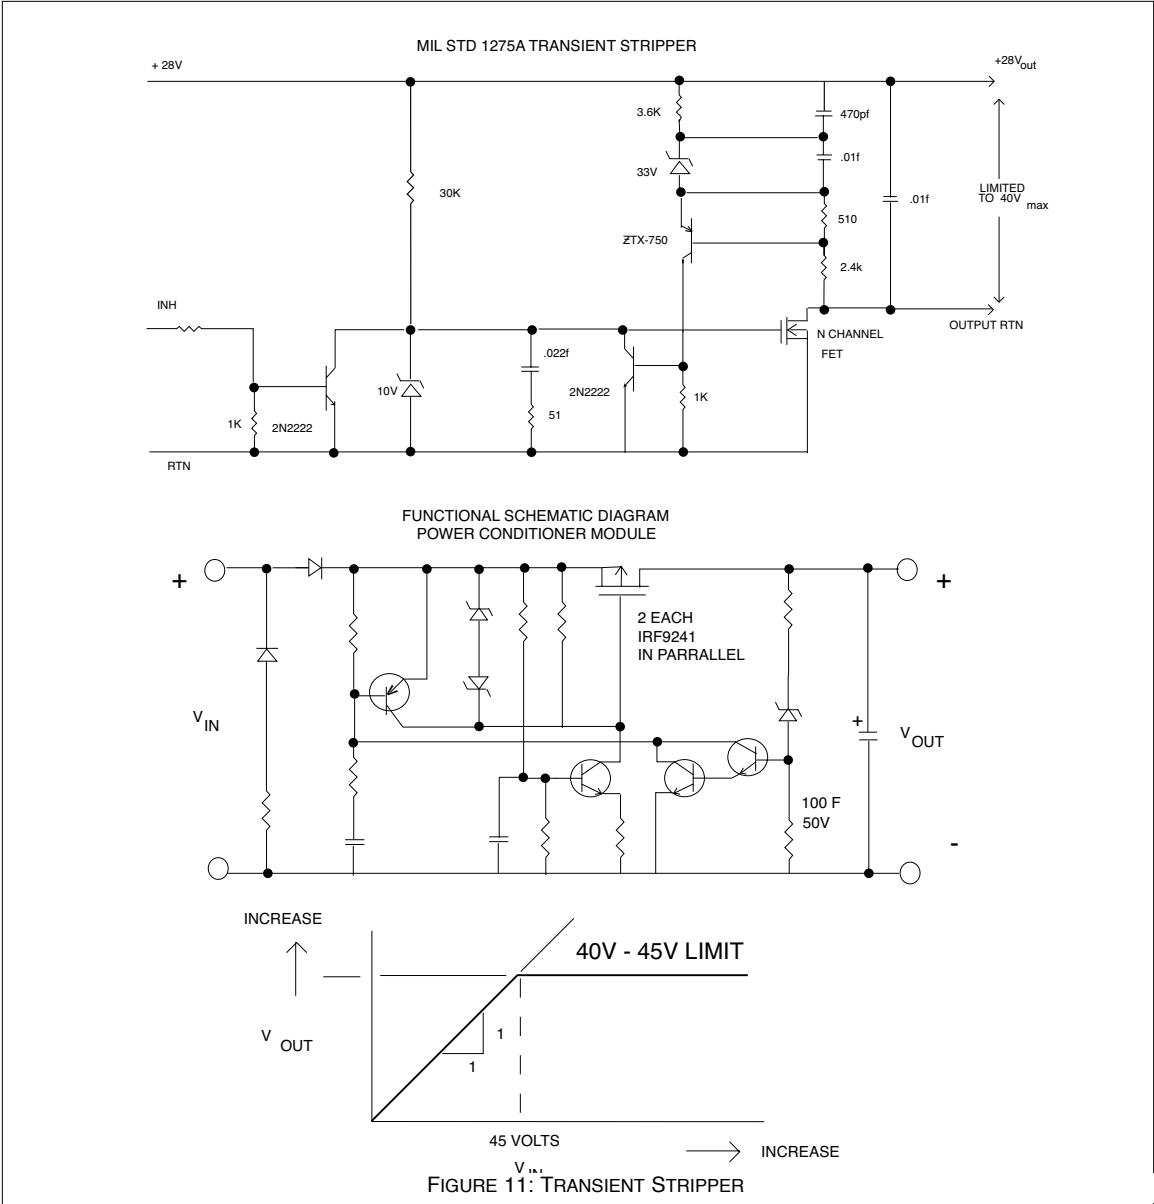 MIL STD 1275A TRANSIENT STRIPPER
+ 28V
+28Vout
3.6K
470pf
.01f
33V
30K
LIMITED
TO 40V max
.01f
510
ZTX-750
2.4k
INH
OUTPUT RTN
N CHANNEL
FET
.022f
10V
2N2222
1K
1K
2N2222
51
RTN
FUNCTIONAL SCHEMATIC DIAGRAM
POWER CONDITIONER MODULE
+
+
2 EACH
IRF9241
IN PARRALLEL
VIN
+
VOUT
100 F
50V
-
INCREASE
40V - 45V LIMIT
V OUT
1
1
45 VOLTS
INCREASE
V IN
FIGURE 11: TRANSIENT STRIPPER